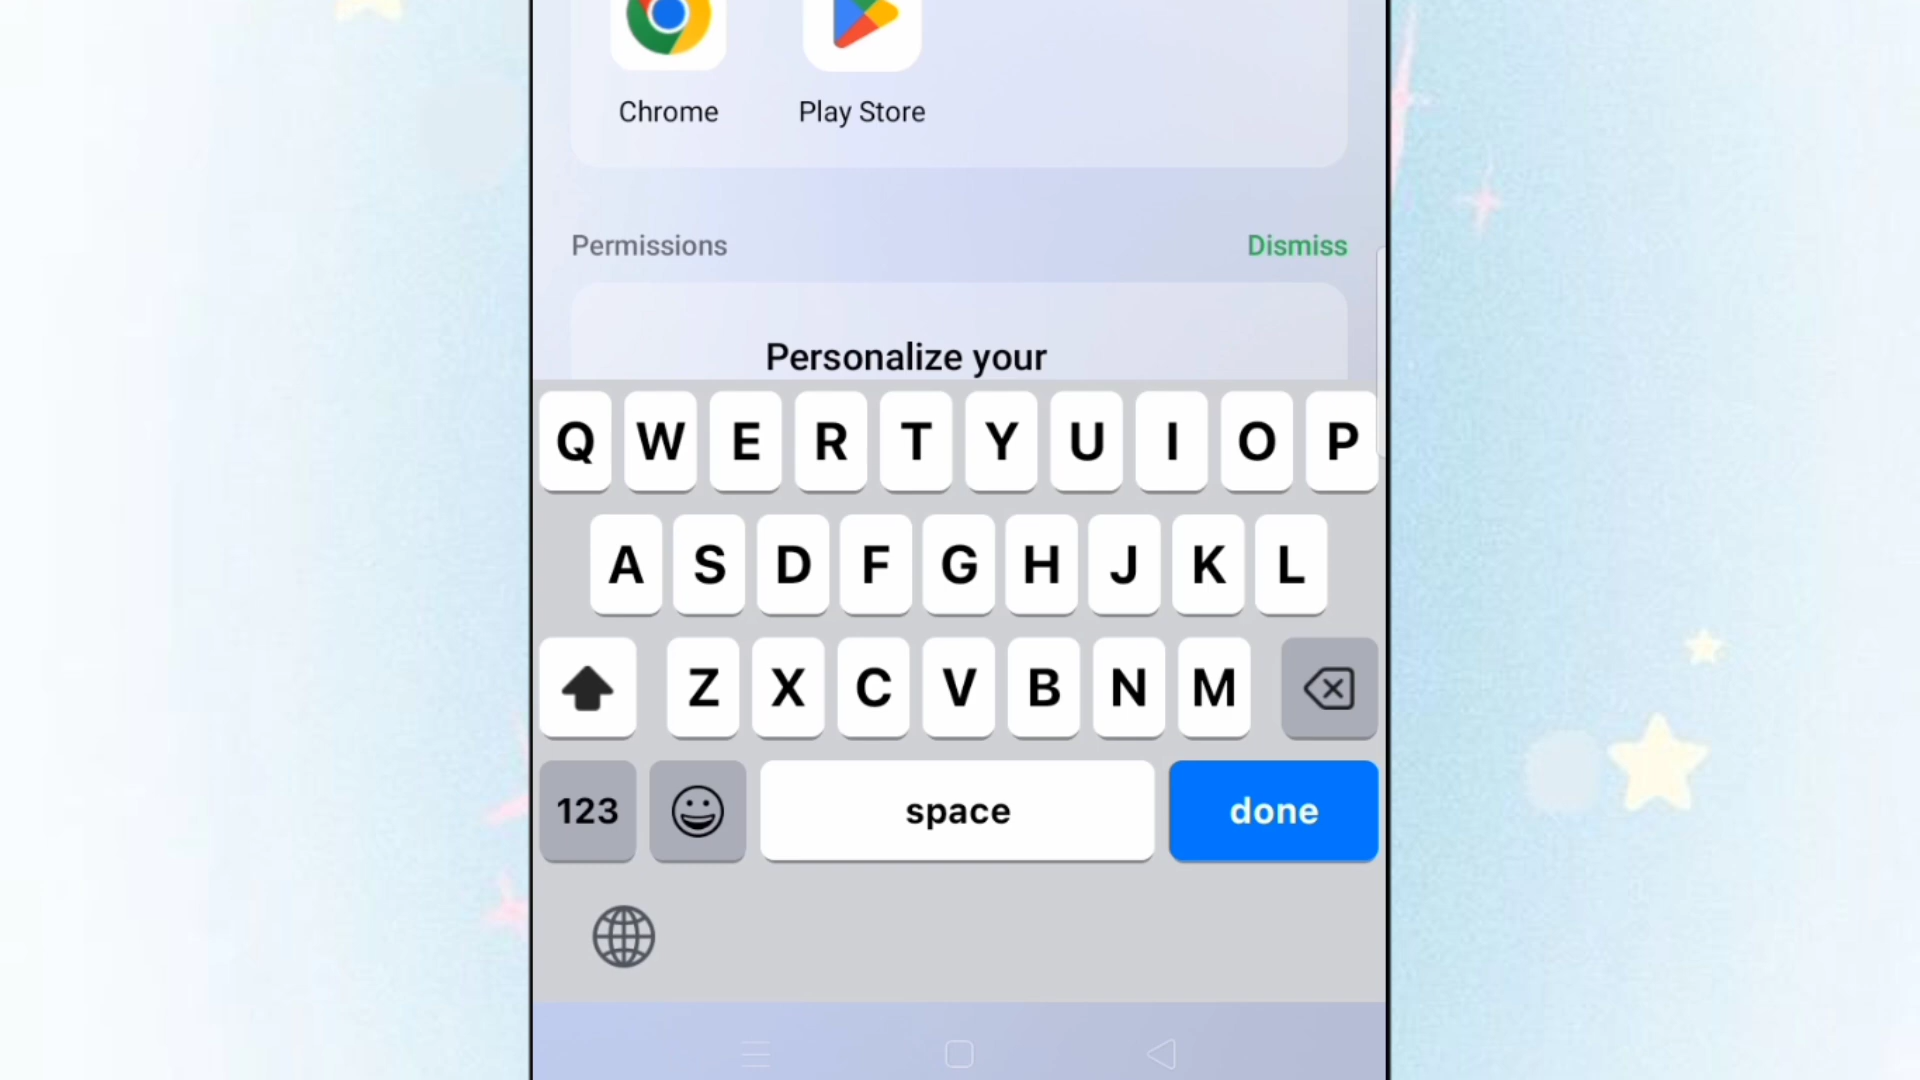 Chrome Play Store
Permissions Dismiss
Personalize your
Q W E R T Y U I O P
A S D F G H J K L
Z X C V B N M
123 space done